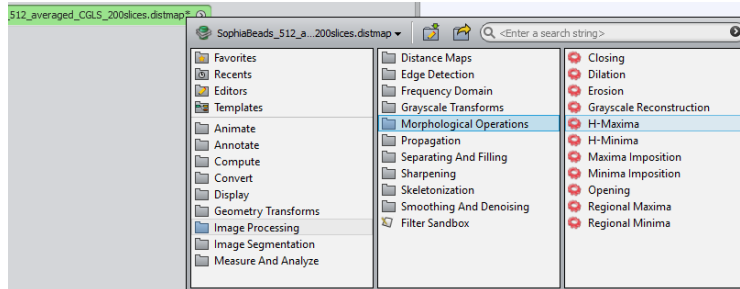 _512_averaged_CGLS_200slices.distmap*
SophiaBeads_512_a...200slices.distmap
<Enter a search string>
Favorites
Recents
Editors
Templates
Animate
Annotate
Compute
Convert
Display
Geometry Transforms
Image Processing
Image Segmentation
Measure And Analyze
Distance Maps
Edge Detection
Frequency Domain
Grayscale Transforms
Morphological Operations
Propagation
Separating And Filling
Sharpening
Skeletonization
Smoothing And Denoising
Filter Sandbox
Closing
Dilation
Erosion
Grayscale Reconstruction
H-Maxima
H-Minima
Maxima Imposition
Minima Imposition
Opening
Regional Maxima
Regional Minima